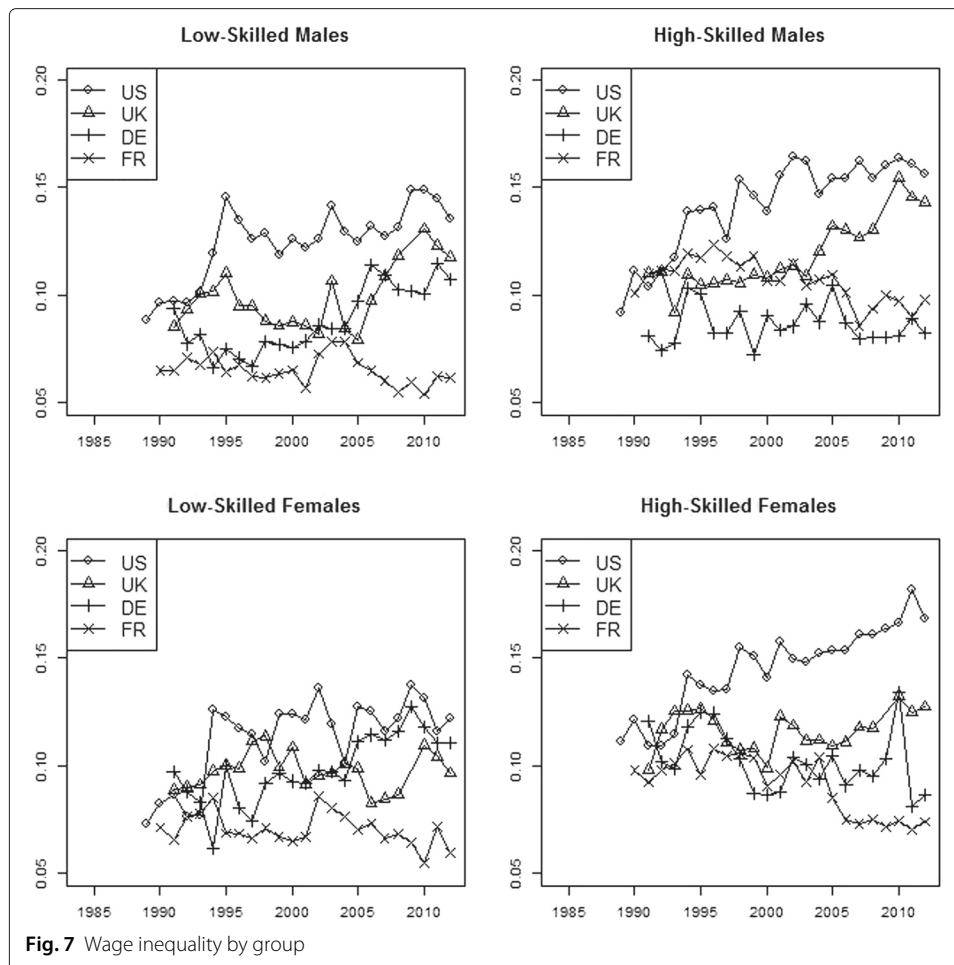 Low-Skilled Males
High-Skilled Males
0.20
0.15
0.10
0.05
US
UK
DE
FR
1985 1990 1995 2000 2005 2010
0.20
0.15
0.10
0.05
US
UK
DE
FR
1985 1990 1995 2000 2005 2010
Low-Skilled Females
High-Skilled Females
0.20
0.15
0.10
0.05
US
UK
DE
FR
1985 1990 1995 2000 2005 2010
0.20
0.15
0.10
0.05
US
UK
DE
FR
1985 1990 1995 2000 2005 2010
Fig. 7 Wage inequality by group